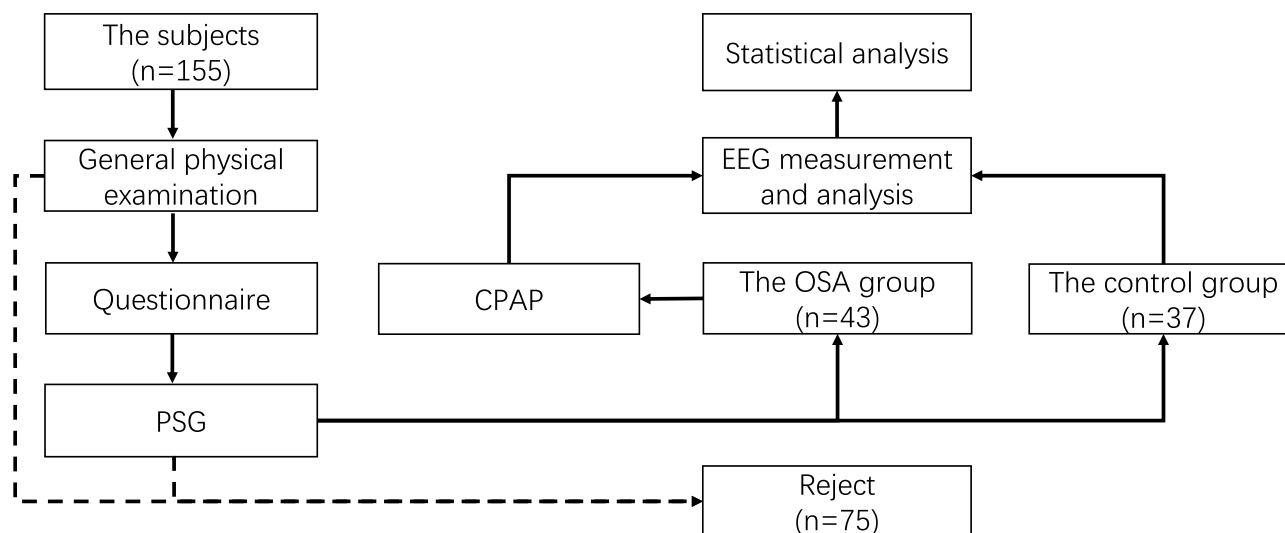 The subjects
(n=155)
General physical
examination
Questionnaire
PSG
Statistical analysis
EEG measurement
and analysis
CPAP
The OSA group
(n=43)
The control group
(n=37)
Reject
(n=75)